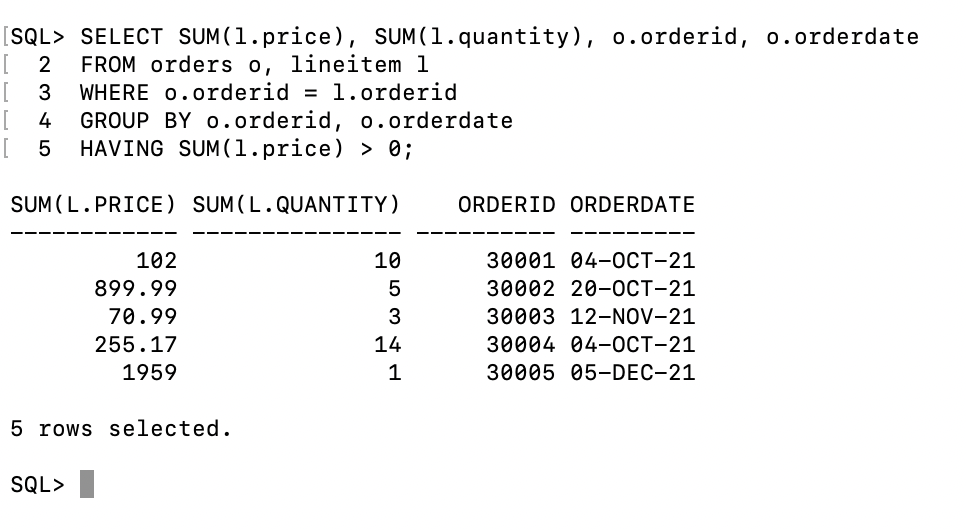 [SQL> SELECT SUM(l.price), SUM(l.quantity), o.orderid, o.orderdate
[  2  FROM orders o, lineitem l
[  3  WHERE o.orderid = l.orderid
[  4  GROUP BY o.orderid, o.orderdate
[  5  HAVING SUM(l.price) > 0;
SUM(L.PRICE) SUM(L.QUANTITY)    ORDERID ORDERDATE
------------ --------------- ---------- ---------
         102              10      30001 04-OCT-21
      899.99               5      30002 20-OCT-21
       70.99               3      30003 12-NOV-21
      255.17              14      30004 04-OCT-21
        1959               1      30005 05-DEC-21
5 rows selected.
SQL>